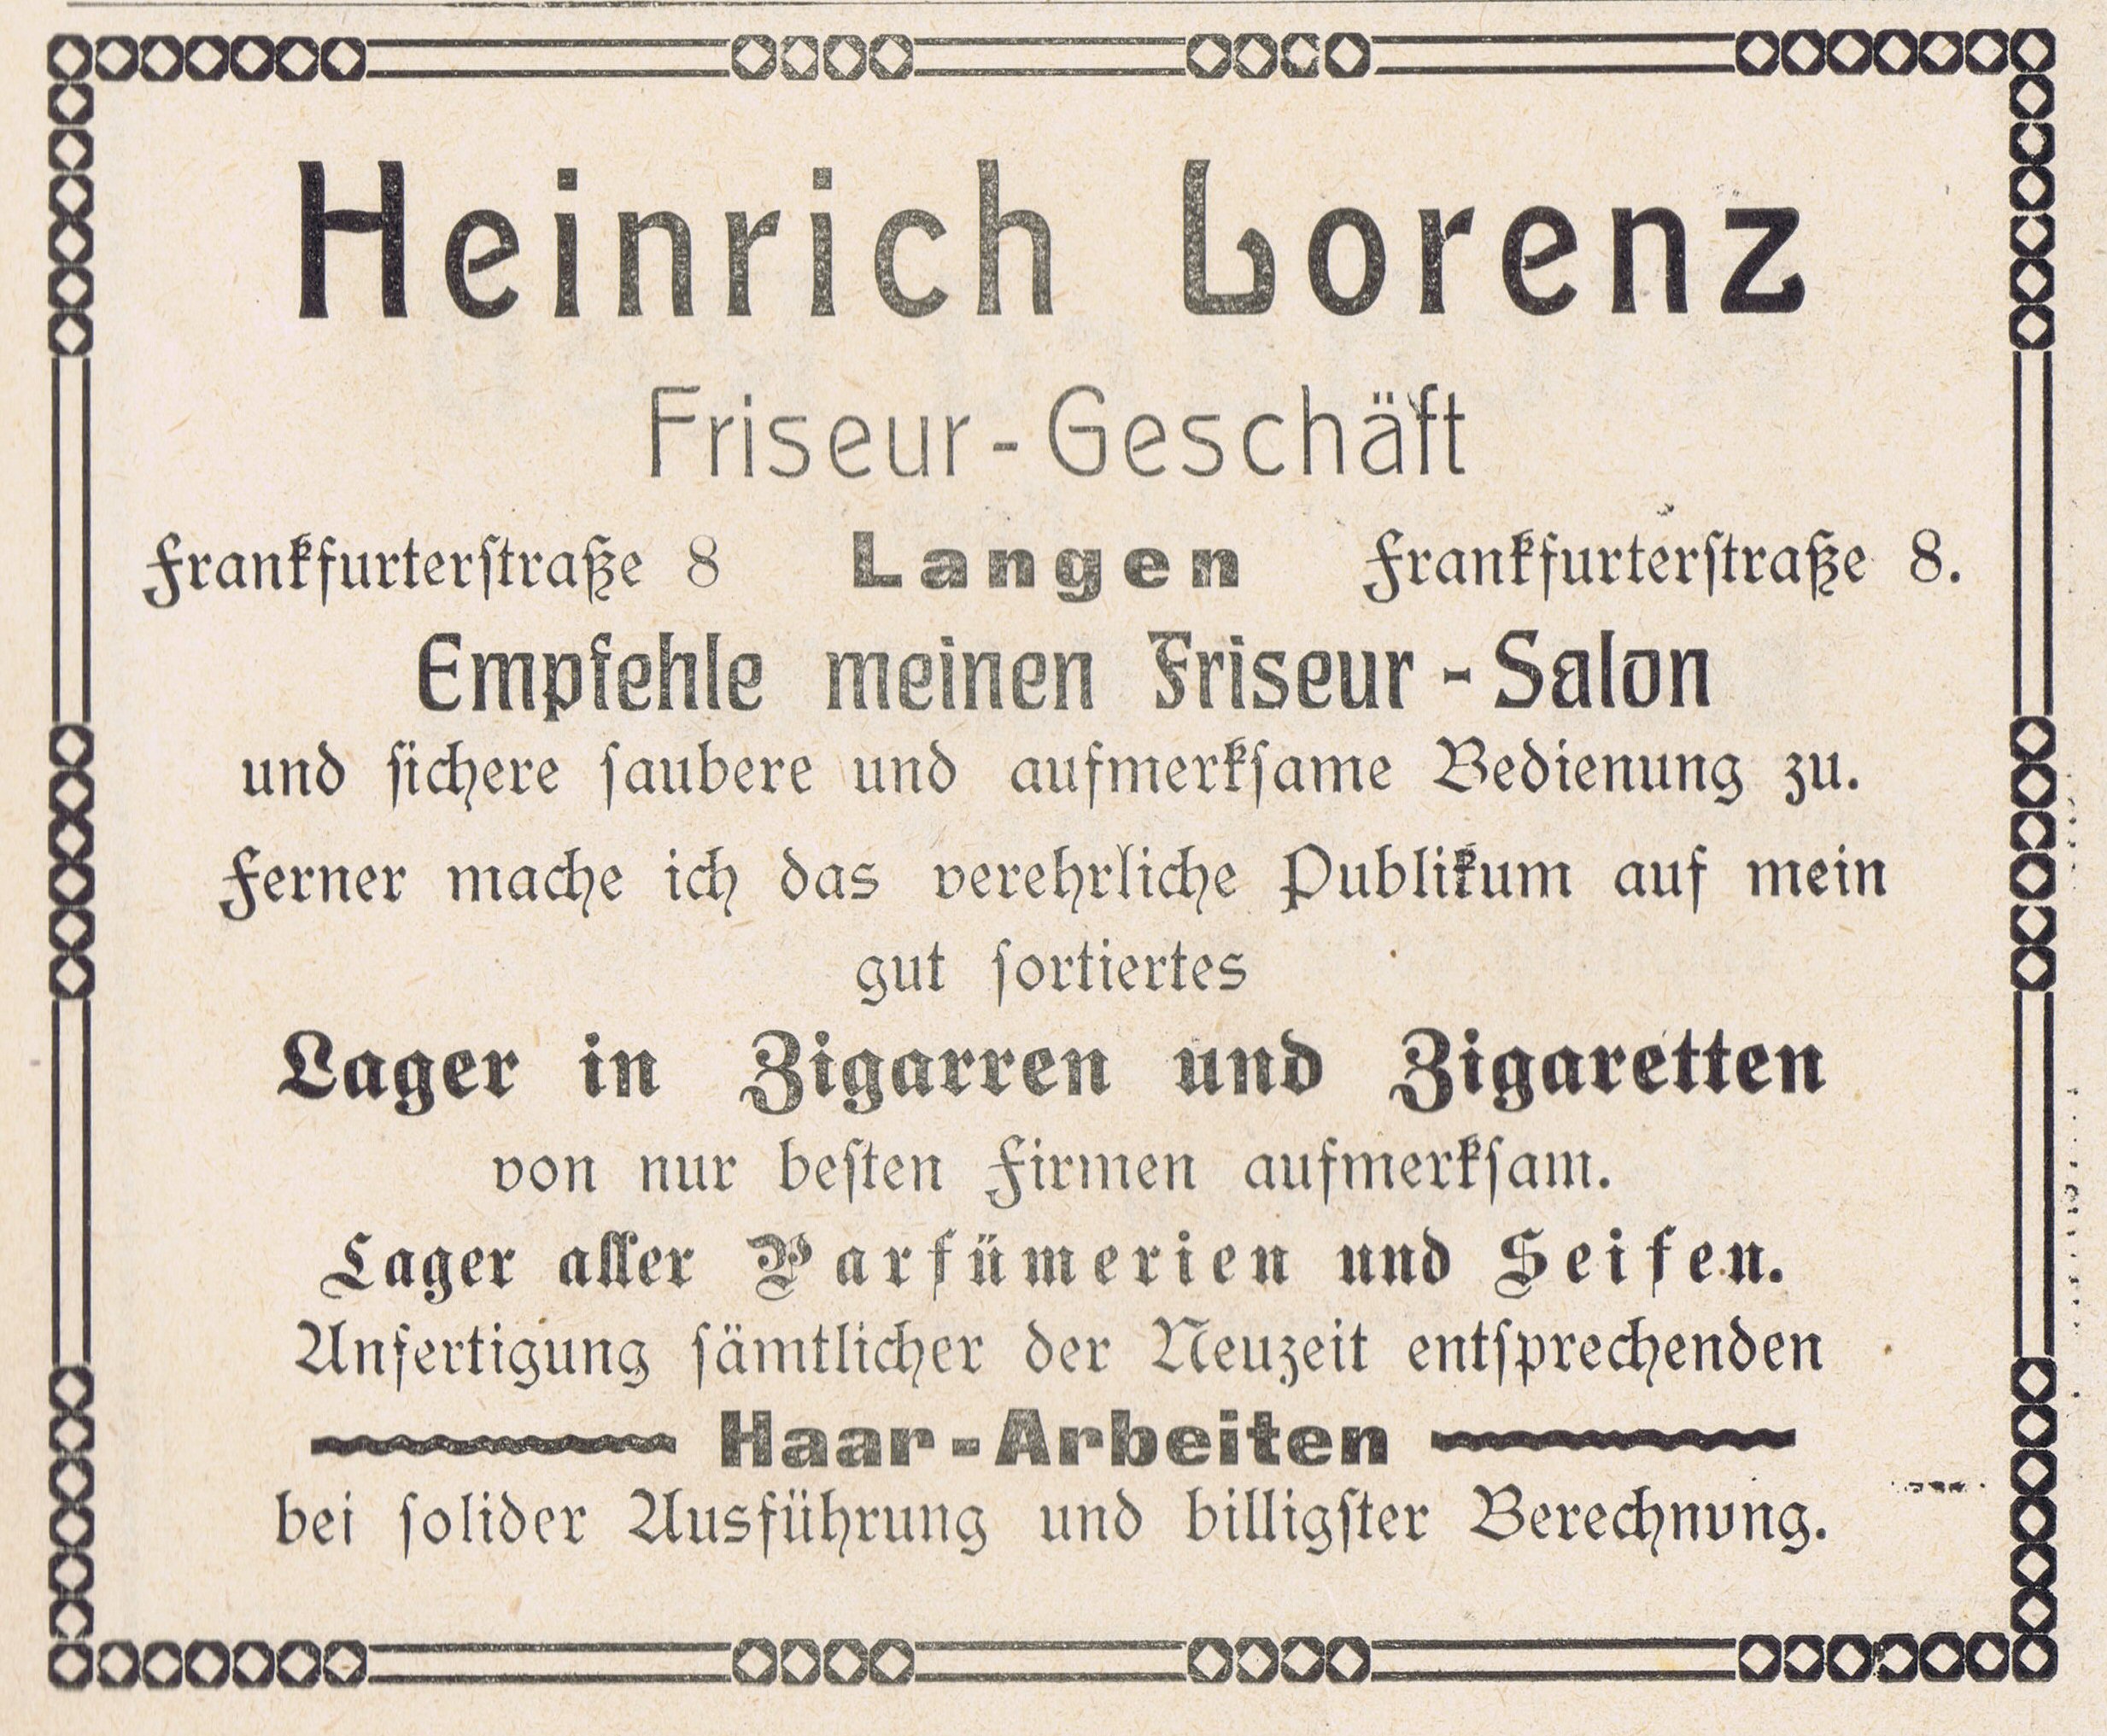 Heinrich Lorenz
Friseur-Geschäft
Frankfurterstraße 8 Langen Frankfurterstraße 8.
Empfehle meinen Friseur-Salon
und sichere saubere und aufmerksame Bedienung zu.
Ferner mache ich das verehrliche Publikum auf mein
gut sortiertes
Lager in Zigarren und Zigaretten
von nur besten Firmen aufmerksam.
Lager aller Parfümerien und Seifen.
Anfertigung sämtlicher der Neuzeit entsprechenden
Haar-Arbeiten
bei solider Ausführung und billigster Berechnvng.